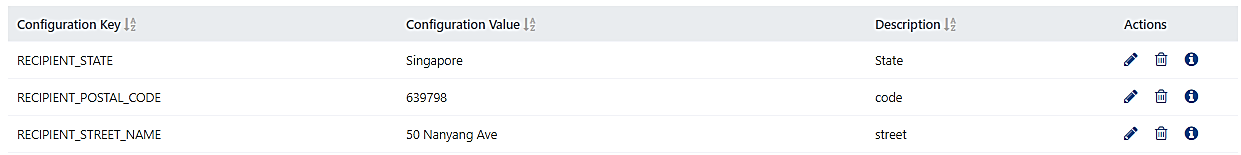 Configuration Key Configuration Value Description Actions
RECIPIENT_STATE Singapore State
RECIPIENT_POSTAL_CODE 639798 code
RECIPIENT_STREET_NAME 50 Nanyang Ave street